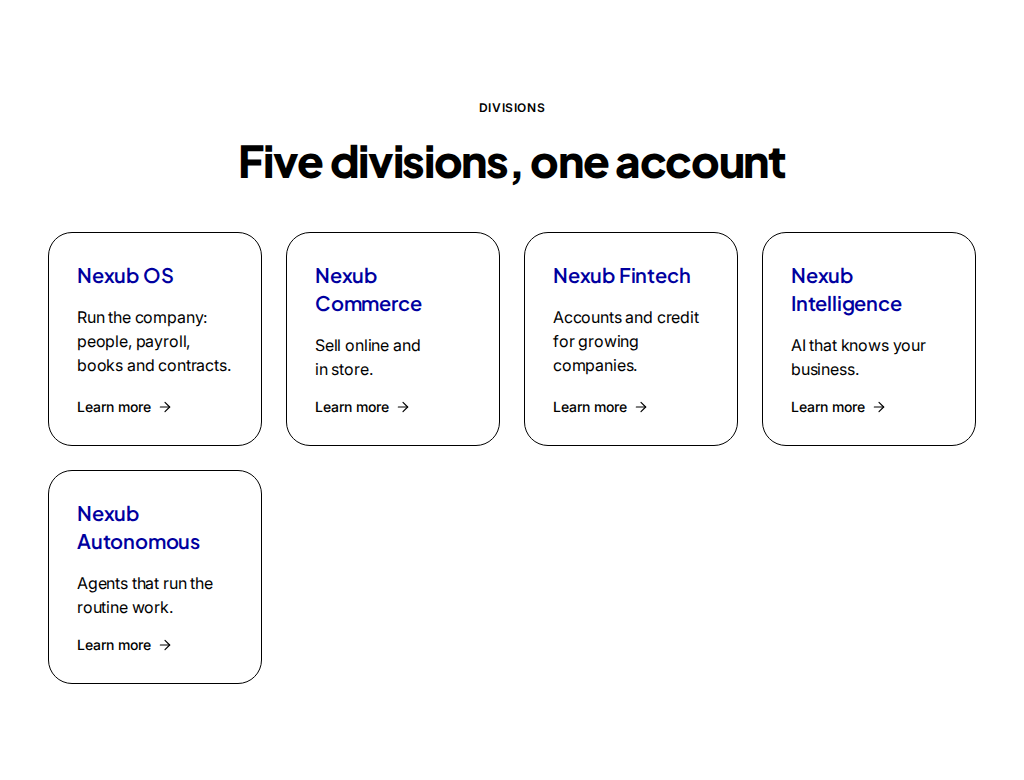 DIVISIONS
Five divisions, one account
Nexub OS
Run the company:
people, payroll,
books and contracts.
Learn more →
Nexub
Commerce
Sell online and
in store.
Learn more →
Nexub Fintech
Accounts and credit
for growing
companies.
Learn more →
Nexub
Intelligence
AI that knows your
business.
Learn more →
Nexub
Autonomous
Agents that run the
routine work.
Learn more →